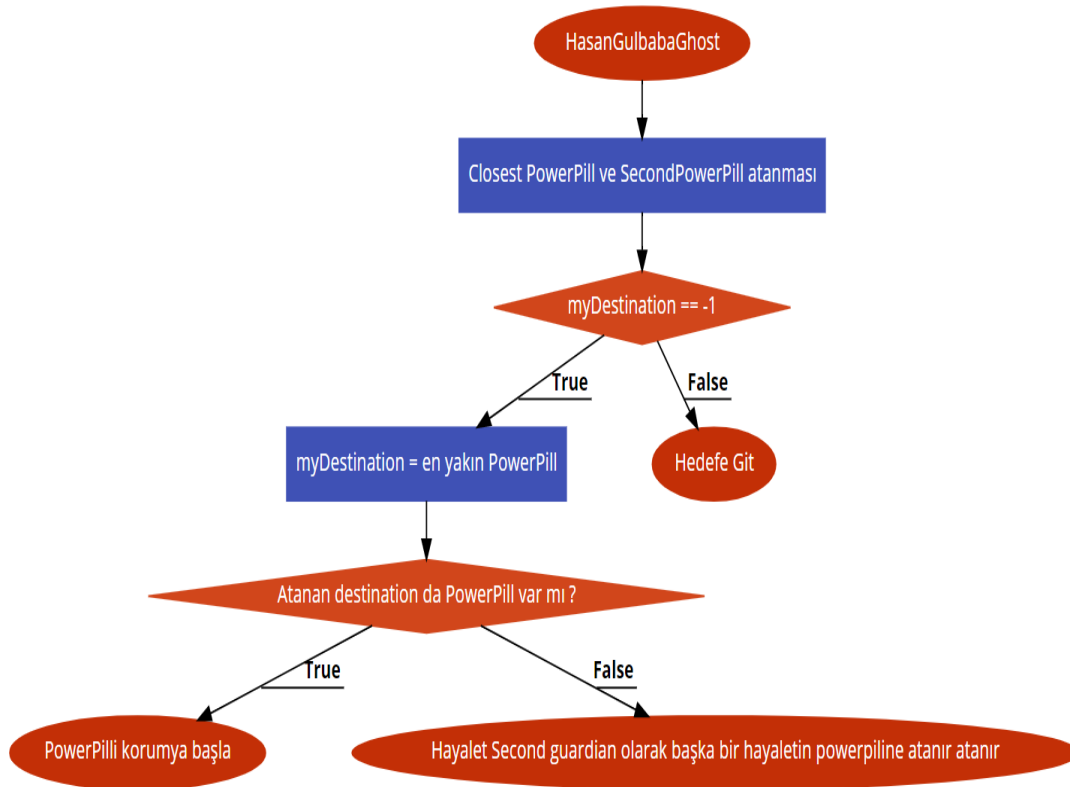 HasanGulbabaGhost
Closest PowerPill ve SecondPowerPill atanması
myDestination == -1
True
False
myDestination = en yakın PowerPill
Hedefe Git
Atanan destination da PowerPill var mı ?
True
False
PowerPilli korumya başla
Hayalet Second guardian olarak başka bir hayaletin powerpiline atanır atanır